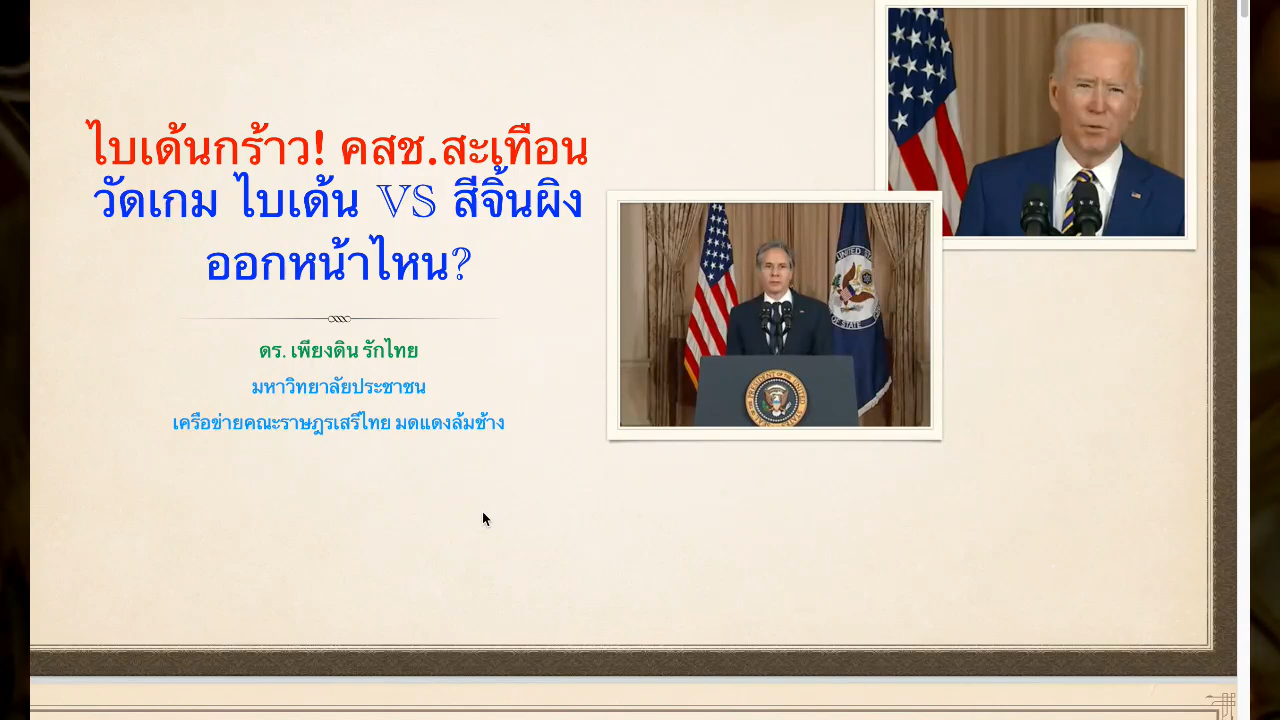 ไบเด้นกร้าว! คสช.สะเทือน
วัดเกม ไบเด้น VS สีจิ้นผิง
ออกหน้าไหน?
ดร. เพียงดิน รักไทย
มหาวิทยาลัยประชาชน
เครือข่ายคณะราษฎรเสรีไทย มดแดงล้มช้าง